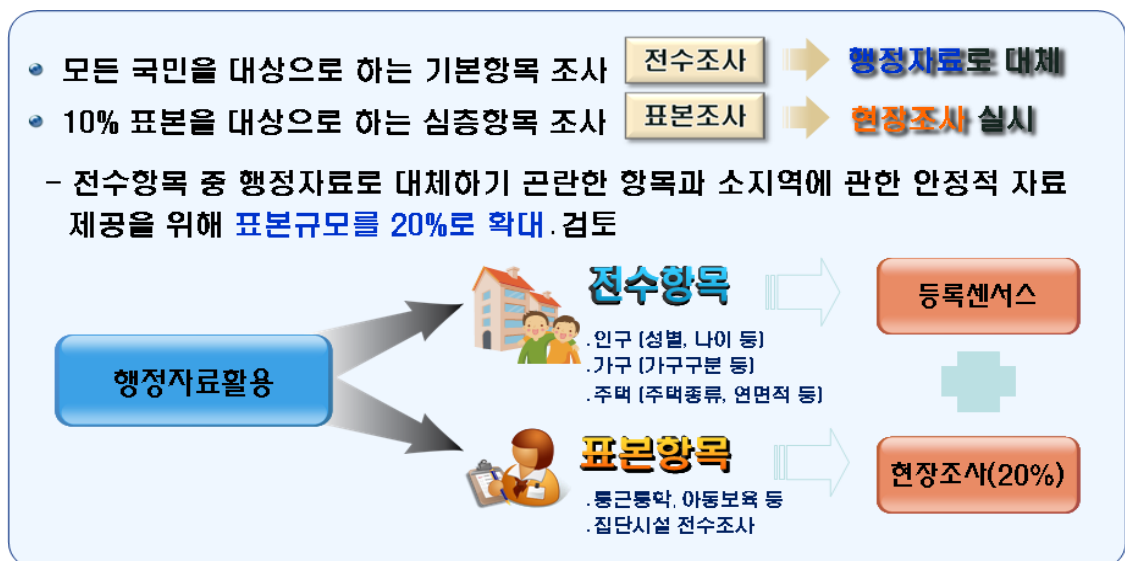 모든 국민을 대상으로 하는 기본항목 조사 전수조사 행정자료로 대체
10% 표본을 대상으로 하는 심층항목 조사 표본조사 현장조사 실시
- 전수항목 중 행정자료로 대체하기 곤란한 항목과 소지역에 관한 안정적 자료
제공을 위해 표본규모를 20%로 확대.검토
행정자료활용
전수항목
.인구 (성별, 나이 등)
.가구 (가구구분 등)
.주택 (주택종류, 연면적 등)
등록센서스
표본항목
.통근통학, 아동보육 등
.집단시설 전수조사
현장조사(20%)